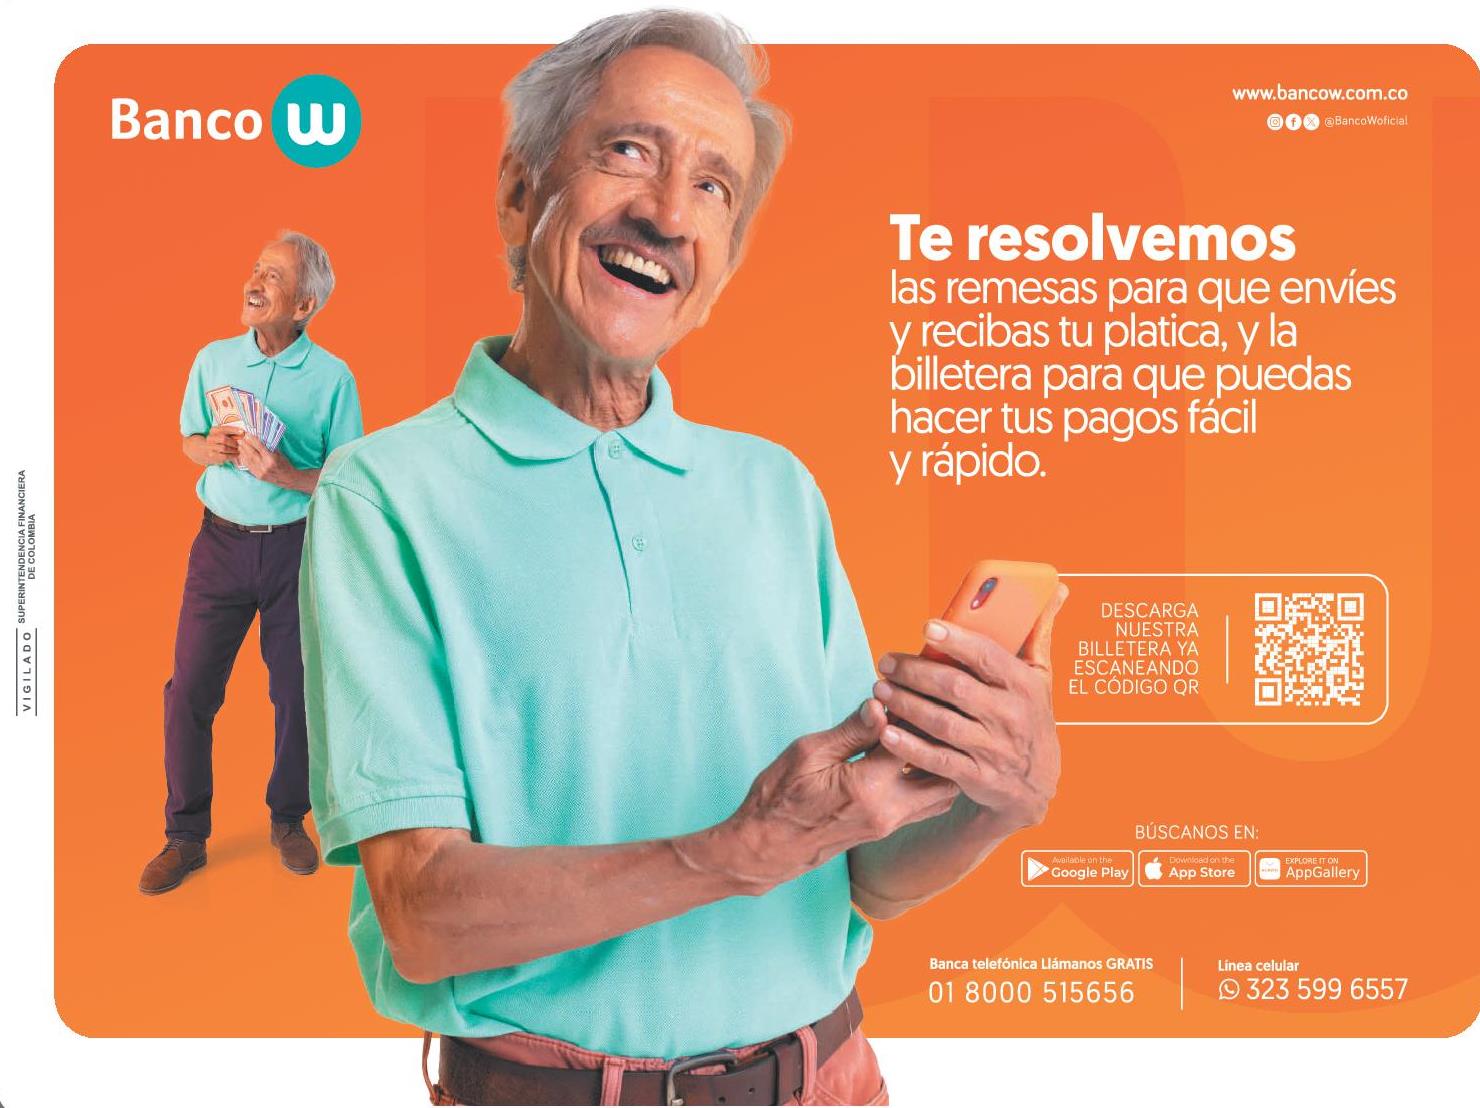 Banco W
www.bancow.com.co
@BancoWoficial
Te resolvemos
las remesas para que envíes
y recibas tu platica, y la
billetera para que puedas
hacer tus pagos fácil
y rápido.
DESCARGA
NUESTRA
BILLETERA YA
ESCANEANDO
EL CÓDIGO QR
BÚSCANOS EN:
Available on the
Google Play
Download on the
App Store
EXPLORE IT ON
AppGallery
Banca telefónica Llámanos GRATIS
01 8000 515656
Línea celular
323 599 6557
VIGILADO
SUPERINTENDENCIA FINANCIERA
DE COLOMBIA